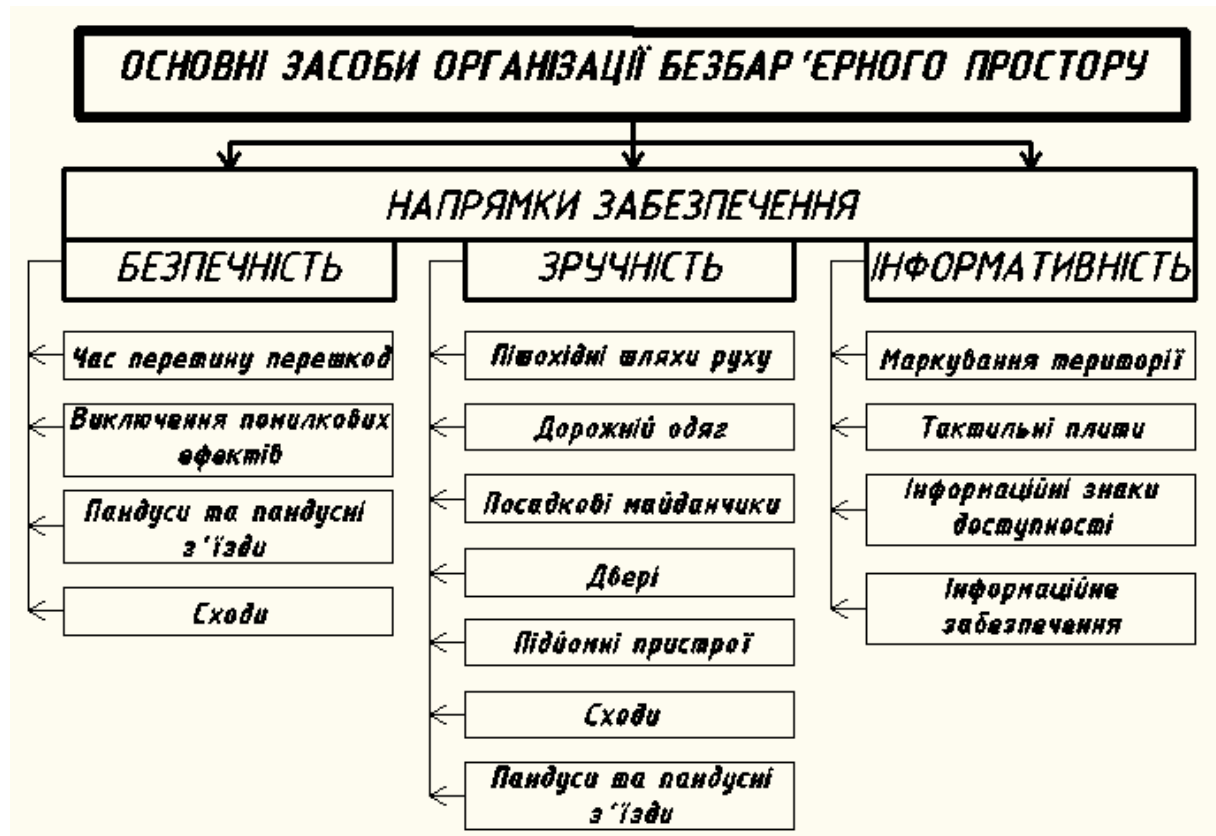 ОСНОВНІ ЗАСОБИ ОРГАНІЗАЦІЇ БЕЗБАР'ЄРНОГО ПРОСТОРУ
НАПРЯМКИ ЗАБЕЗПЕЧЕННЯ
БЕЗПЕЧНІСТЬ
Час перетину перешкод
Виключення помилкових
ефектів
Пандуси та пандусні
з'їзди
Сходи
ЗРУЧНІСТЬ
Пішохідні шляхи руху
Дорожній одяг
Посадкові майданчики
Двері
Підйомні пристрої
Сходи
Пандуси та пандусні
з'їзди
ІНФОРМАТИВНІСТЬ
Маркування території
Тактильні плити
Інформаційні знаки
доступності
Інформаційне
забезпечення